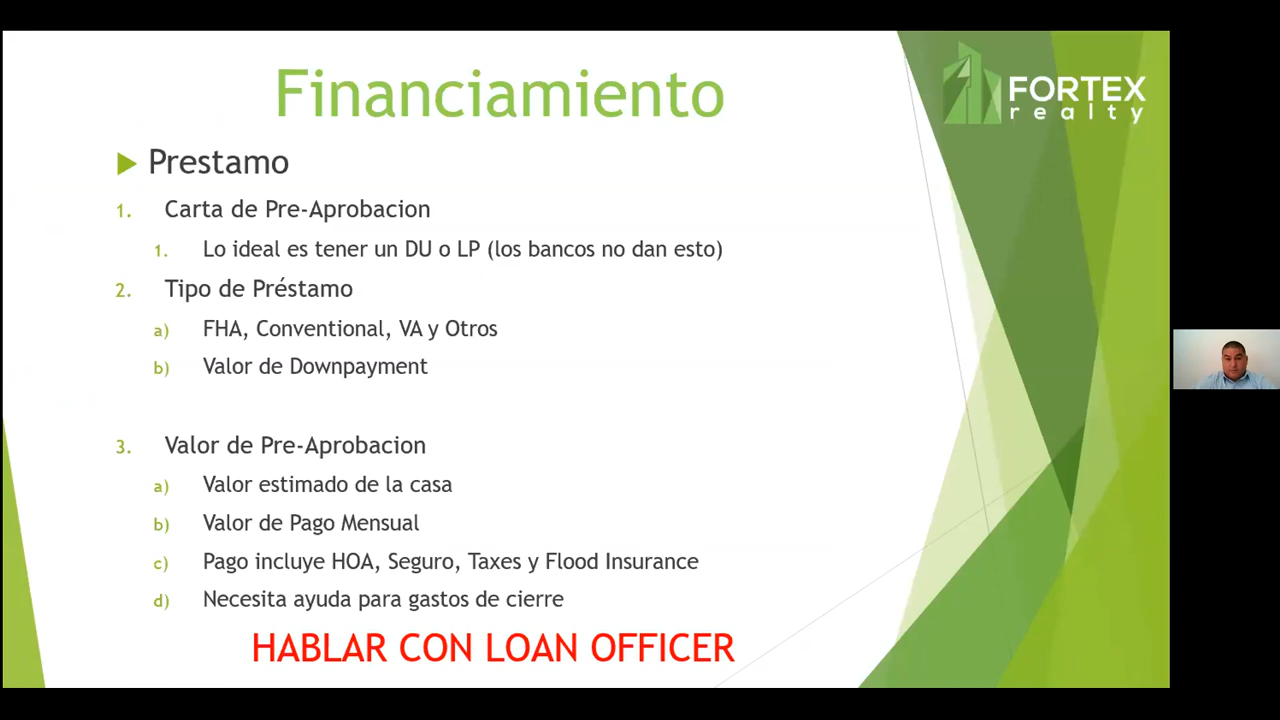 Financiamiento
FORTEX
realty
Prestamo
1. Carta de Pre-Aprobacion
1. Lo ideal es tener un DU o LP (los bancos no dan esto)
2. Tipo de Préstamo
a) FHA, Conventional, VA y Otros
b) Valor de Downpayment
3. Valor de Pre-Aprobacion
a) Valor estimado de la casa
b) Valor de Pago Mensual
c) Pago incluye HOA, Seguro, Taxes y Flood Insurance
d) Necesita ayuda para gastos de cierre
HABLAR CON LOAN OFFICER